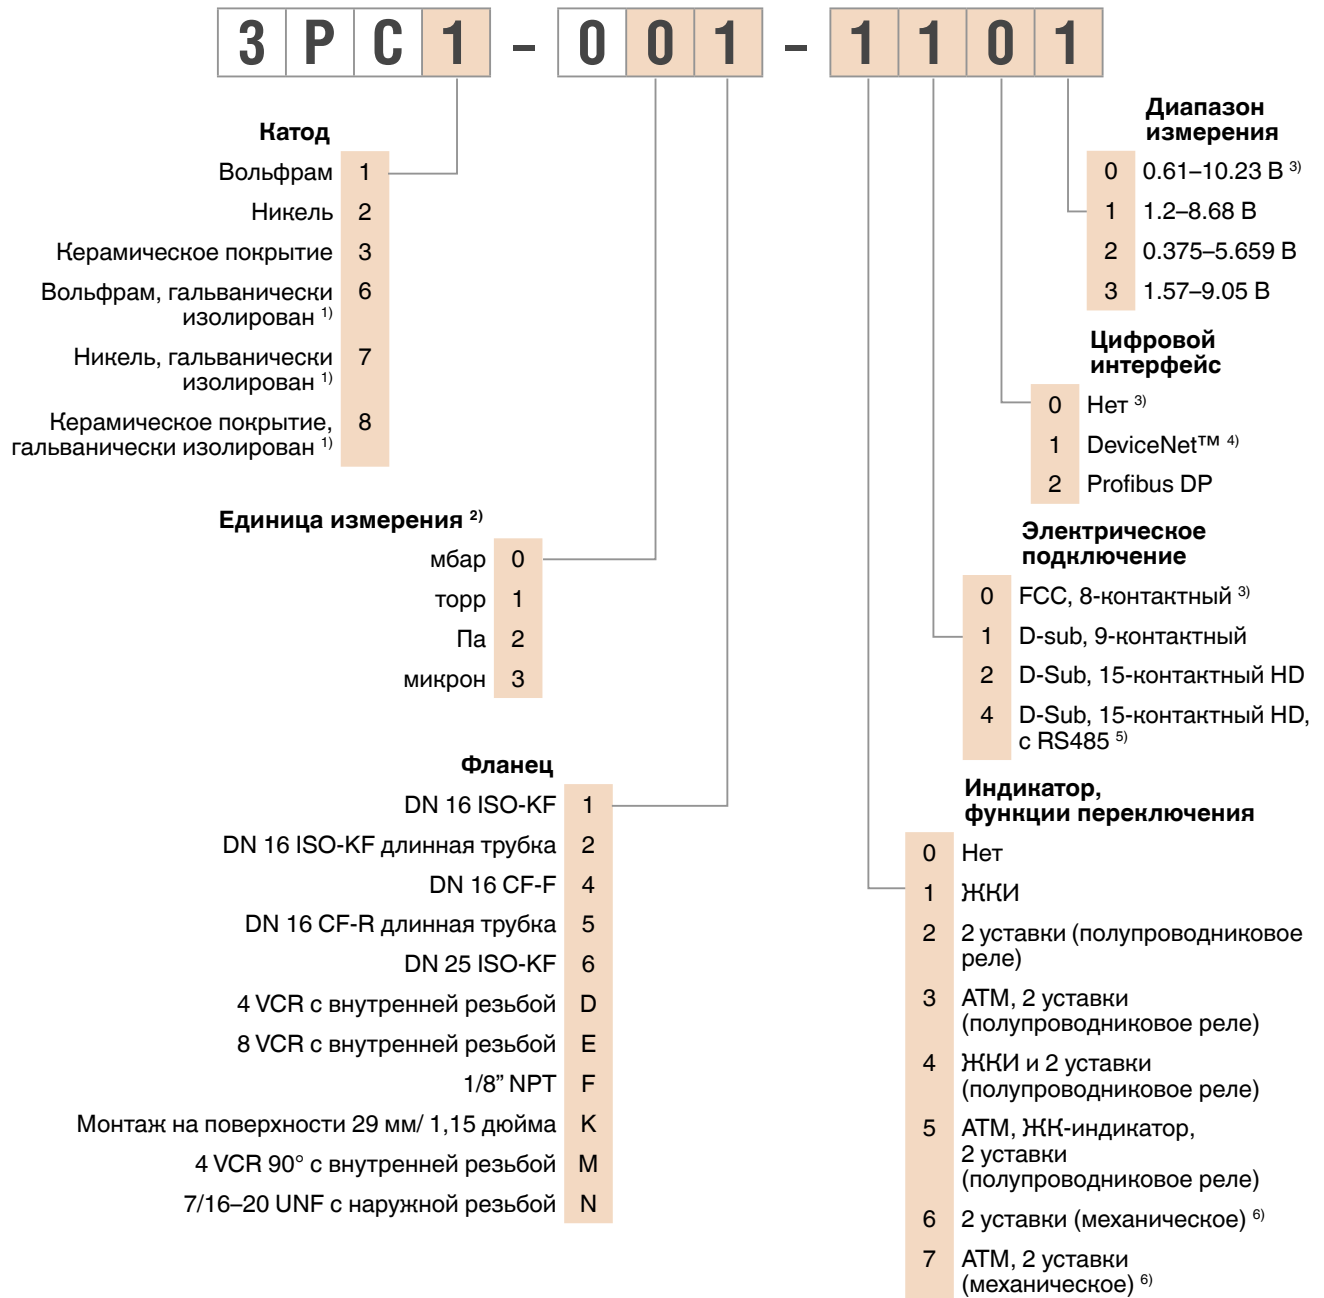 3PC1 – 001 – 1101
Катод
Вольфрам 1
Никель 2
Керамическое покрытие 3
Вольфрам, гальванически 6
изолирован 1)
Никель, гальванически 7
изолирован 1)
Керамическое покрытие, 8
гальванически изолирован 1)
Единица измерения 2)
мбар 0
торр 1
Па 2
микрон 3
Фланец
DN 16 ISO-KF 1
DN 16 ISO-KF длинная трубка 2
DN 16 CF-F 4
DN 16 CF-R длинная трубка 5
DN 25 ISO-KF 6
4 VCR с внутренней резьбой D
8 VCR с внутренней резьбой E
1/8” NPT F
Монтаж на поверхности 29 мм/ 1,15 дюйма K
4 VCR 90° с внутренней резьбой M
7/16–20 UNF с наружной резьбой N
Диапазон
измерения
0 0.61–10.23 В 3)
1 1.2–8.68 В
2 0.375–5.659 В
3 1.57–9.05 В
Цифровой
интерфейс
0 Нет 3)
1 DeviceNet™ 4)
2 Profibus DP
Электрическое
подключение
0 FCC, 8-контактный 3)
1 D-sub, 9-контактный
2 D-Sub, 15-контактный HD
4 D-Sub, 15-контактный HD,
с RS485 5)
Индикатор,
функции переключения
0 Нет
1 ЖКИ
2 2 уставки (полупроводниковое
реле)
3 ATM, 2 уставки
(полупроводниковое реле)
4 ЖКИ и 2 уставки
(полупроводниковое реле)
5 ATM, ЖК-индикатор,
2 уставки
(полупроводниковое реле)
6 2 уставки (механическое) 6)
7 ATM, 2 уставки
(механическое) 6)